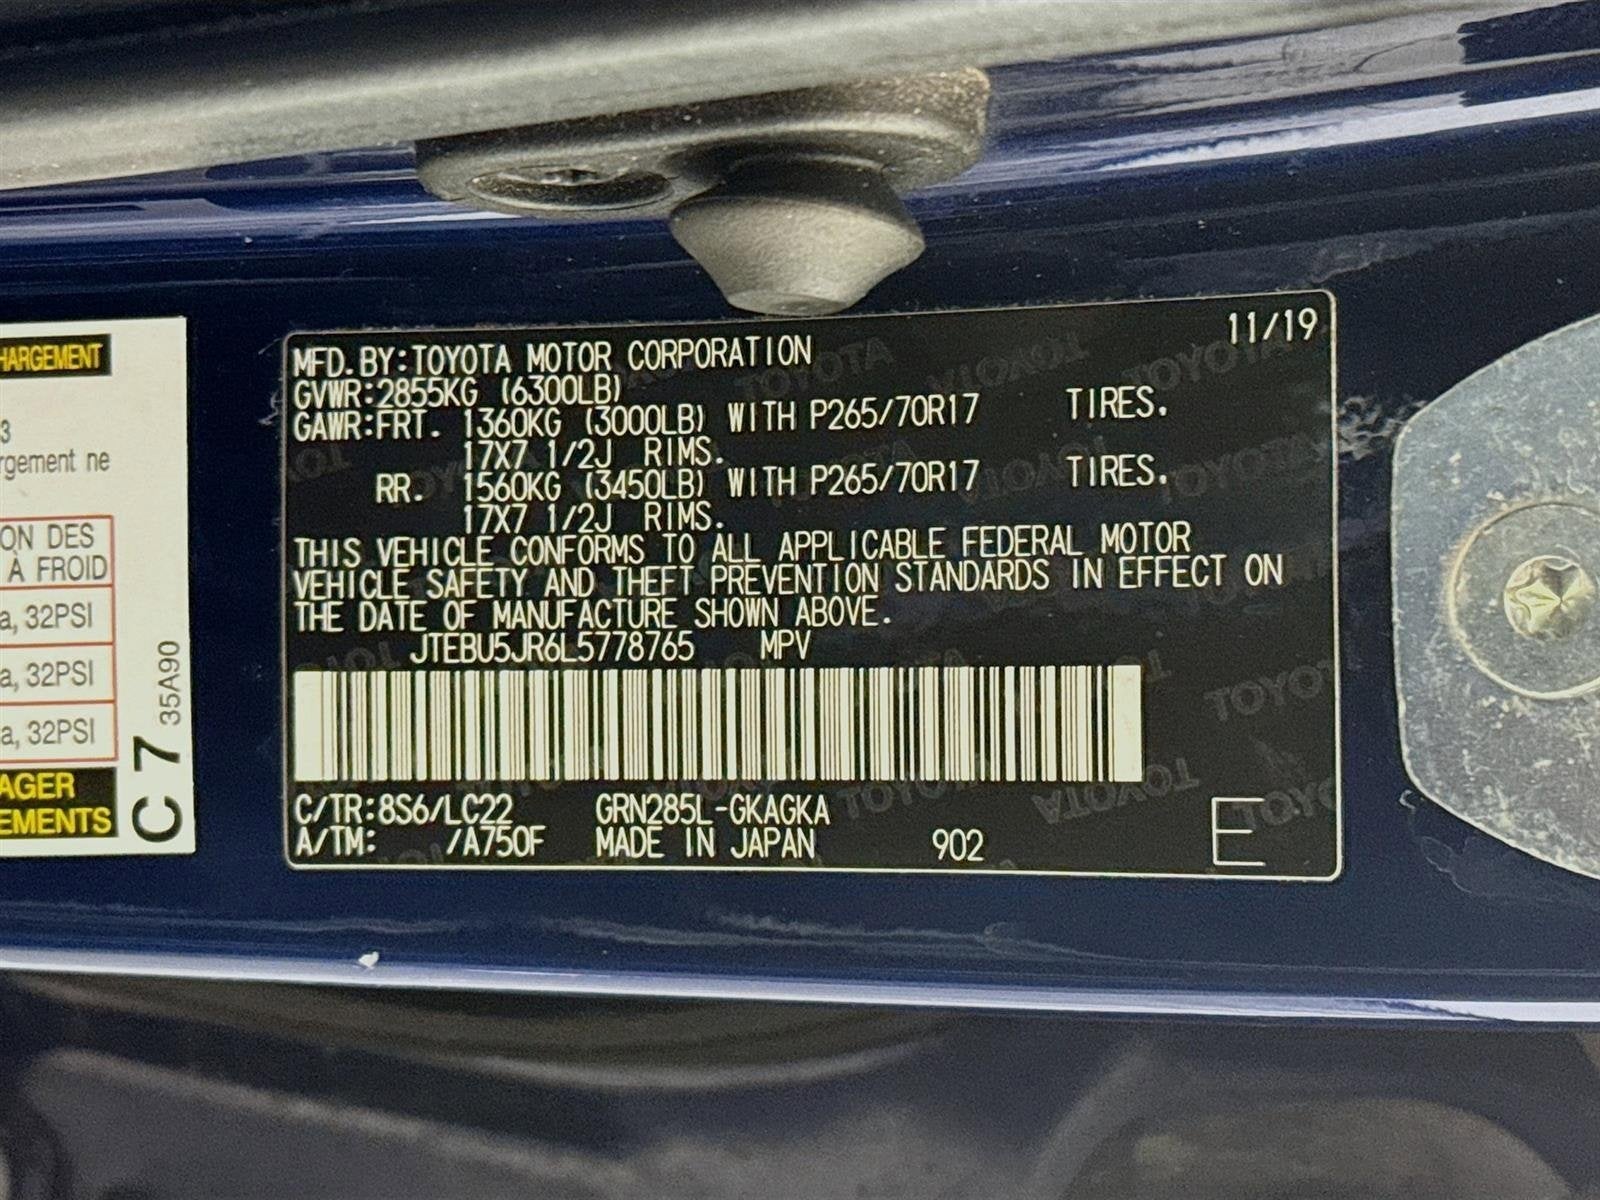 HARGEMENT
3
rgement ne
ON DES
À FROID
a, 32PSI
a, 32PSI
a, 32PSI
AGER
EMENTS
C 7 35A90
11/19
MFD. BY:TOYOTA MOTOR CORPORATION
GVWR:2855KG (6300LB)
GAWR:FRT. 1360KG (3000LB) WITH P265/70R17 TIRES.
17X7 1/2J RIMS.
RR. 1560KG (3450LB) WITH P265/70R17 TIRES.
17X7 1/2J RIMS.
THIS VEHICLE CONFORMS TO ALL APPLICABLE FEDERAL MOTOR
VEHICLE SAFETY AND THEFT PREVENTION STANDARDS IN EFFECT ON
THE DATE OF MANUFACTURE SHOWN ABOVE.
JTEBU5JR6L5778765 MPV
C/TR:8S6/LC22 GRN285L-GKAGKA
A/TM: /A750F MADE IN JAPAN 902 E